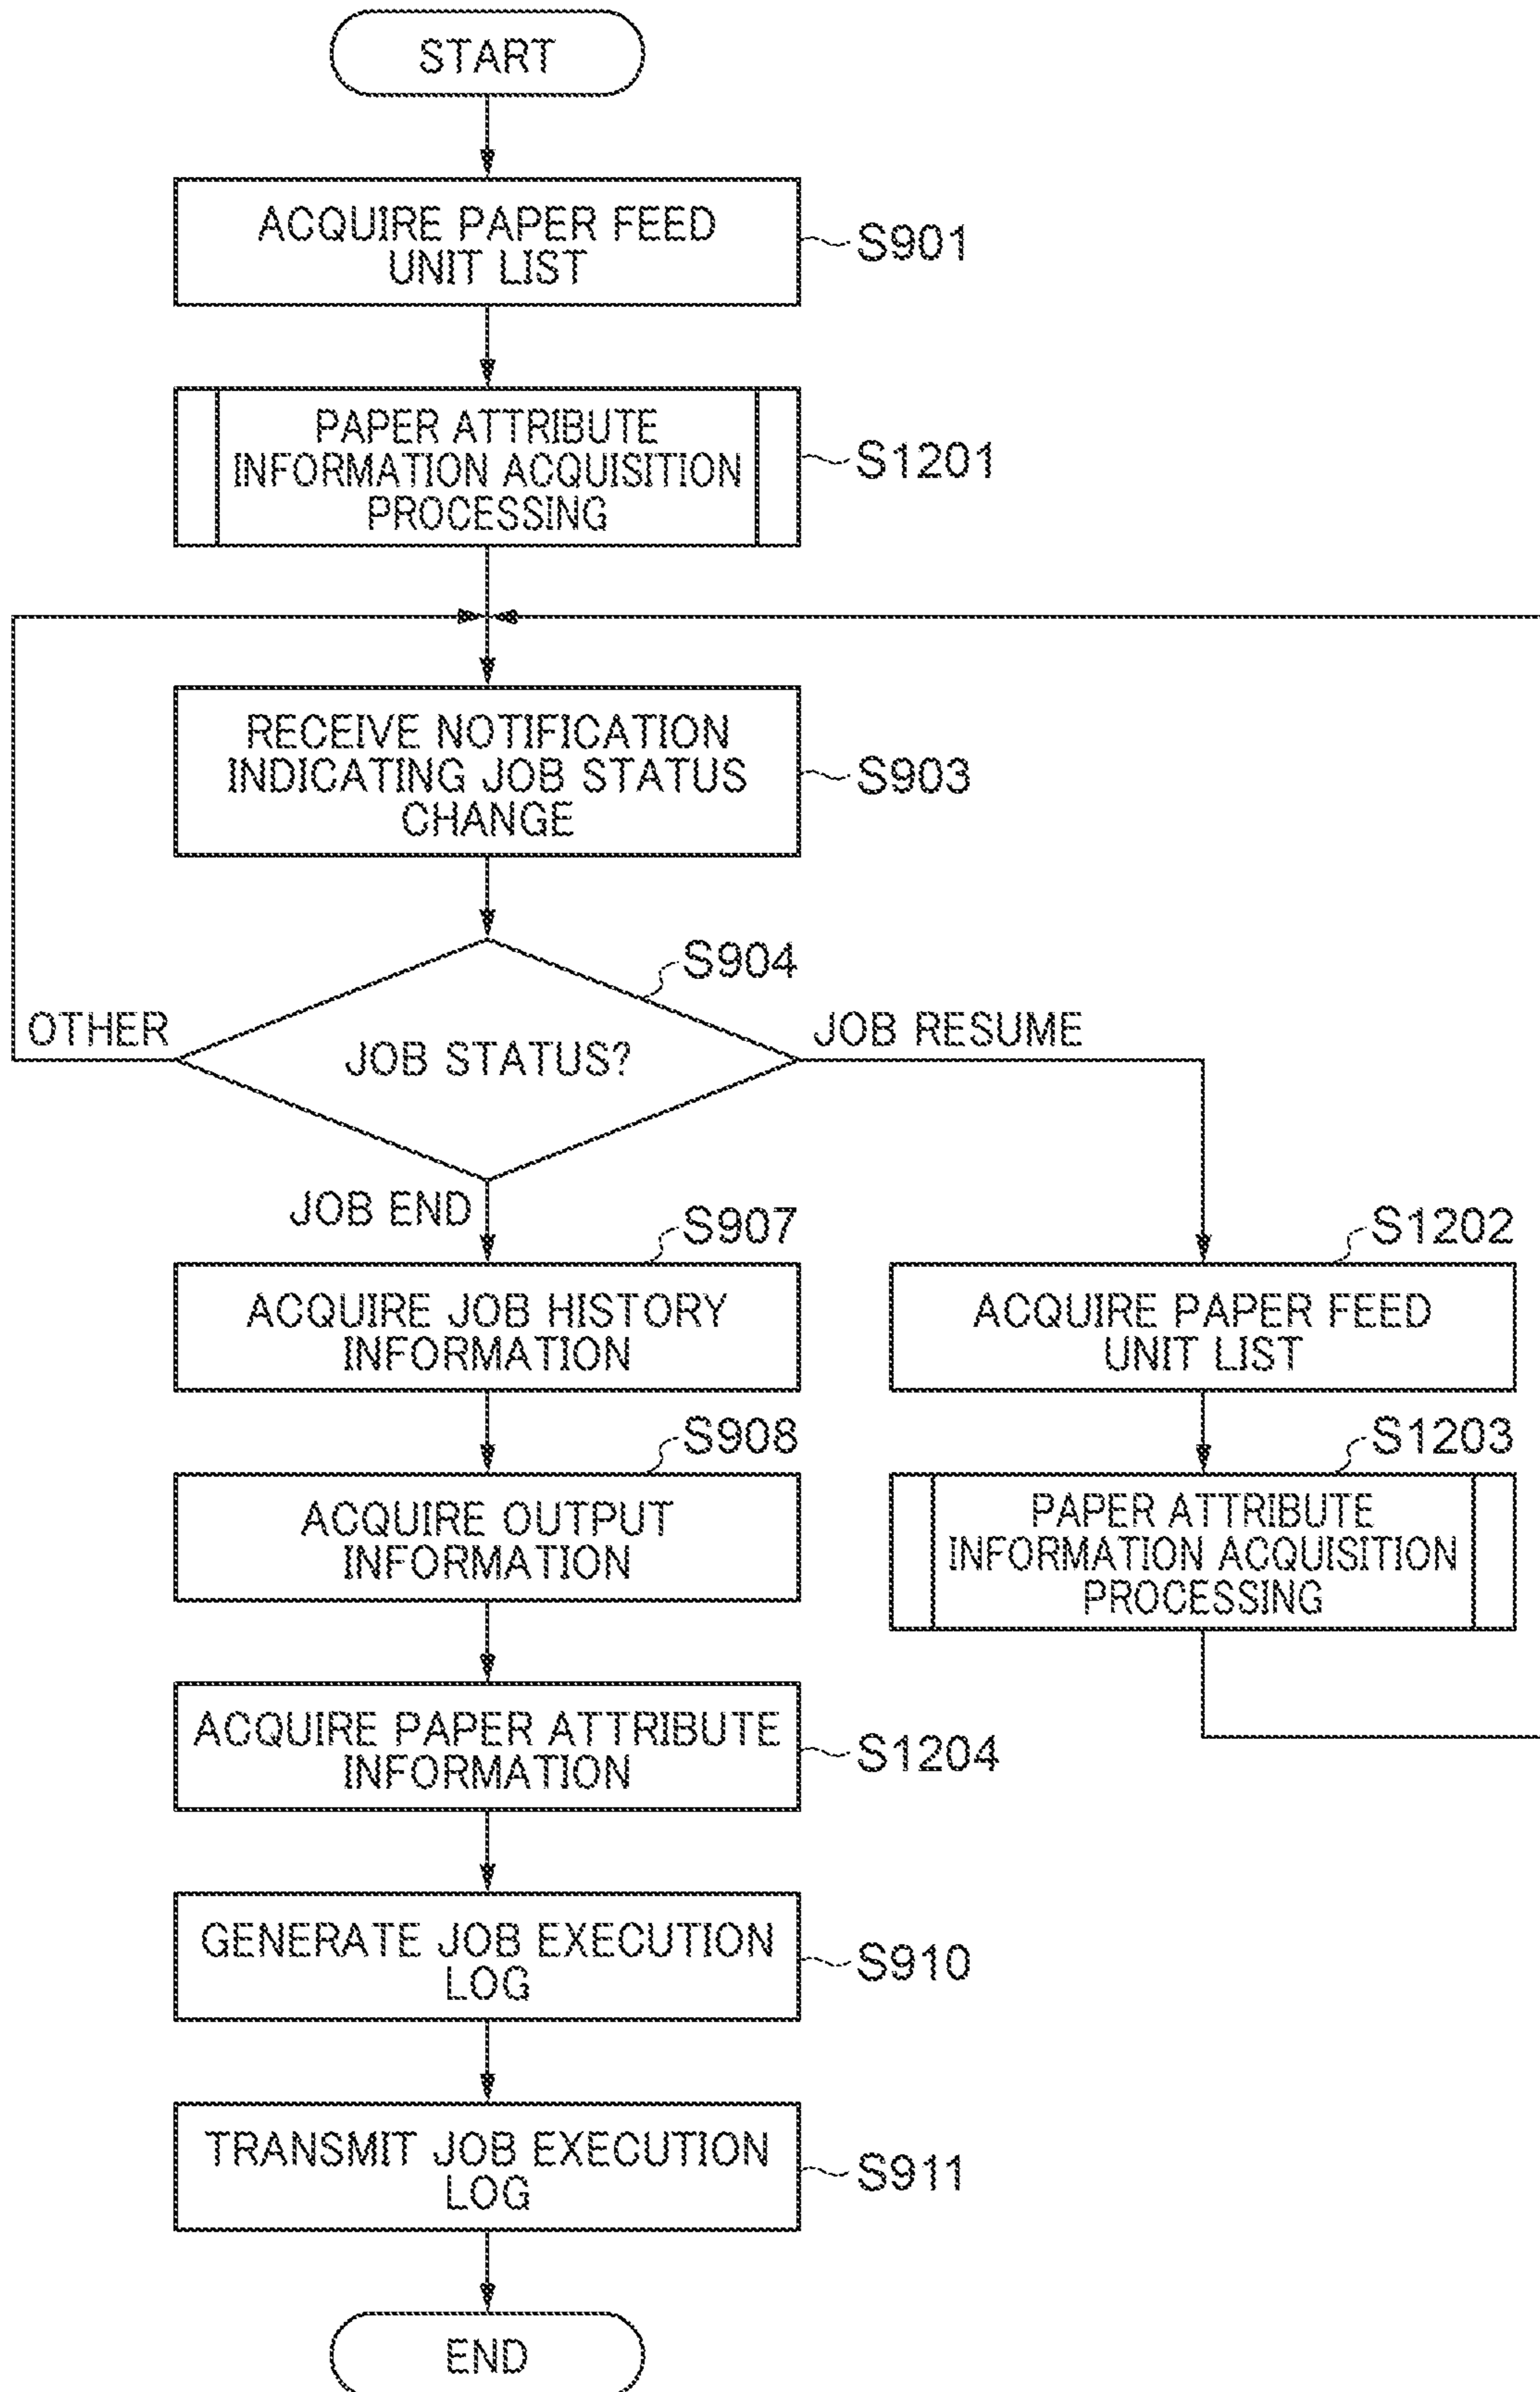 START
ACQUIRE PAPER FEED
UNIT LIST
S901
PAPER ATTRIBUTE
INFORMATION ACQUISITION
PROCESSING
S1201
RECEIVE NOTIFICATION
INDICATING JOB STATUS
CHANGE
S903
S904
OTHER
JOB STATUS?
JOB RESUME
JOB END
S907
S1202
ACQUIRE JOB HISTORY
INFORMATION
ACQUIRE PAPER FEED
UNIT LIST
S908
S1203
ACQUIRE OUTPUT
INFORMATION
PAPER ATTRIBUTE
INFORMATION ACQUISITION
PROCESSING
ACQUIRE PAPER ATTRIBUTE
INFORMATION
S1204
GENERATE JOB EXECUTION
LOG
S910
TRANSMIT JOB EXECUTION
LOG
S911
END